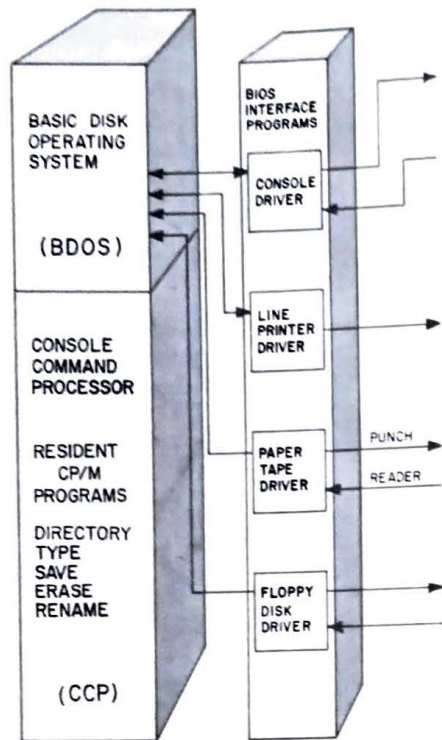 BASIC DISK
OPERATING
SYSTEM
(BDOS)
CONSOLE
COMMAND
PROCESSOR
RESIDENT
CP/M
PROGRAMS
DIRECTORY
TYPE
SAVE
ERASE
RENAME
(CCP)
BIOS
INTERFACE
PROGRAMS
CONSOLE
DRIVER
LINE
PRINTER
DRIVER
PAPER
TAPE
DRIVER
PUNCH
READER
FLOPPY
DISK
DRIVER